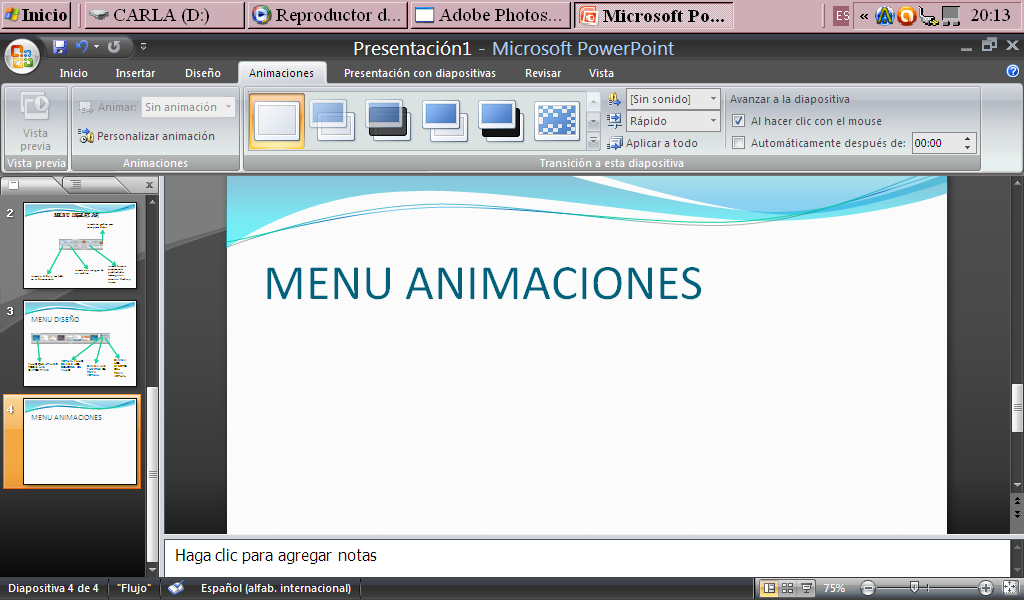 Inicio
CARLA (D:)
Reproductor d...
Adobe Photos...
Microsoft Po...
ES
«
20:13
Presentación1 - Microsoft PowerPoint
Inicio
Insertar
Diseño
Animaciones
Presentación con diapositivas
Revisar
Vista
Vista previa
Vista previa
Animar:
Sin animación
Personalizar animación
Animaciones
[Sin sonido]
Rápido
Aplicar a todo
Avanzar a la diapositiva
Al hacer clic con el mouse
Automáticamente después de:
00:00
Transición a esta diapositiva
2
3
MENU DISEÑO
4
MENU ANIMACIONES
MENU ANIMACIONES
Haga clic para agregar notas
Diapositiva 4 de 4
"Flujo"
Español (alfab. internacional)
75%